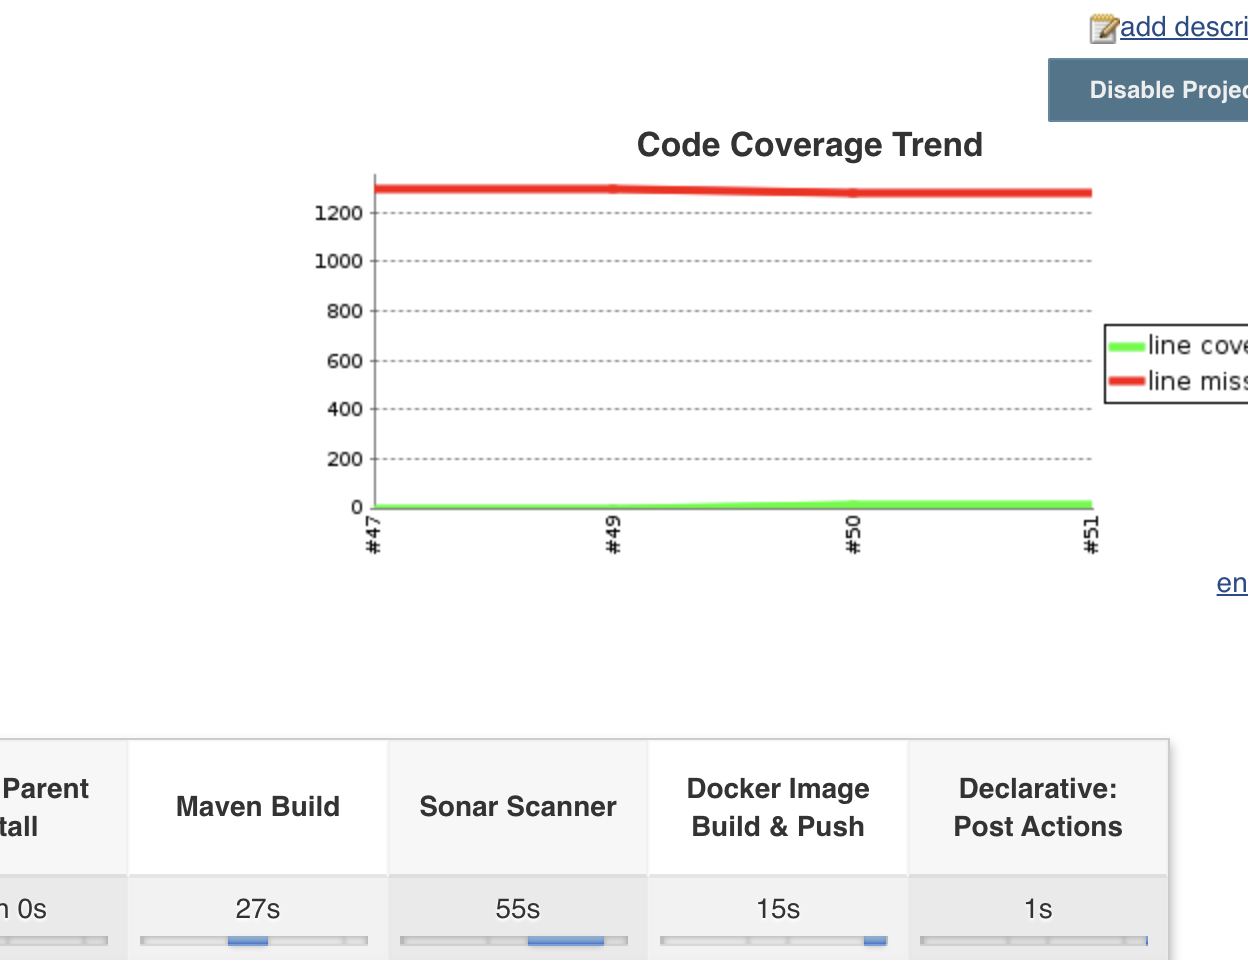 add descri
Disable Projec
Code Coverage Trend
1200
1000
800
600
400
200
0
#47
#49
#50
#51
line cove
line miss
en
Parent
tall
Maven Build
Sonar Scanner
Docker Image
Build & Push
Declarative:
Post Actions
0s
27s
55s
15s
1s